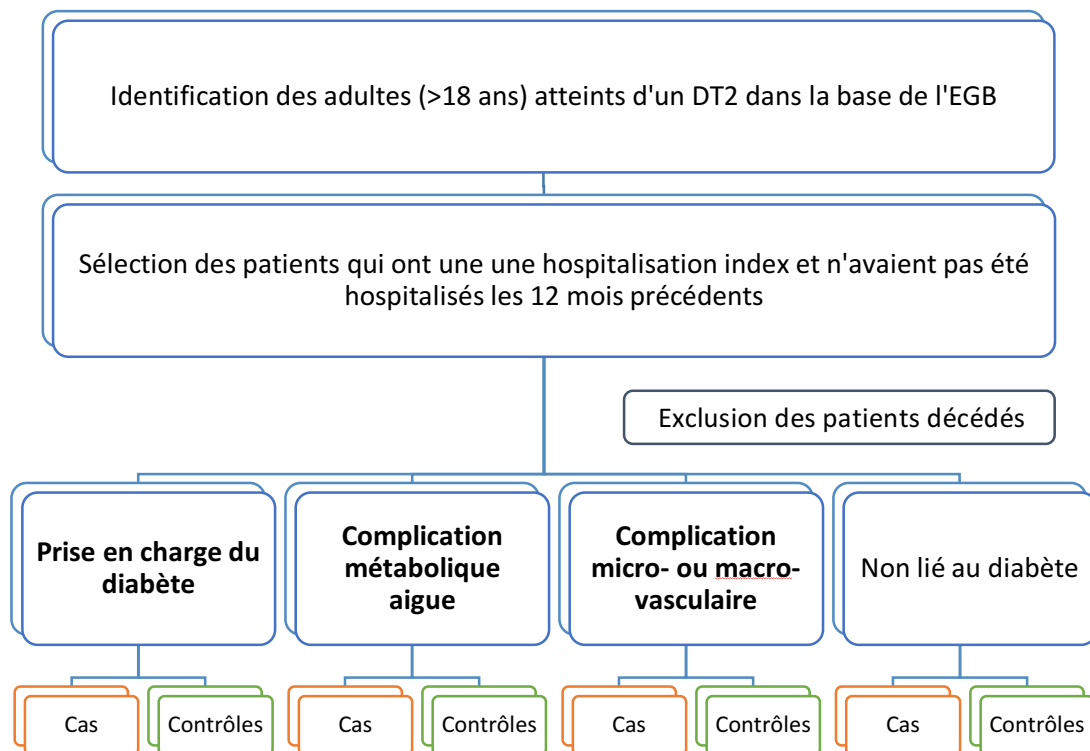 Identification des adultes (>18 ans) atteints d'un DT2 dans la base de l'EGB
Sélection des patients qui ont une une hospitalisation index et n'avaient pas été
hospitalisés les 12 mois précédents
Exclusion des patients décédés
Prise en charge du
diabète
Complication
métabolique
aigue
Complication
micro- ou macro-
vasculaire
Non lié au diabète
Cas
Contrôles
Cas
Contrôles
Cas
Contrôles
Cas
Contrôles